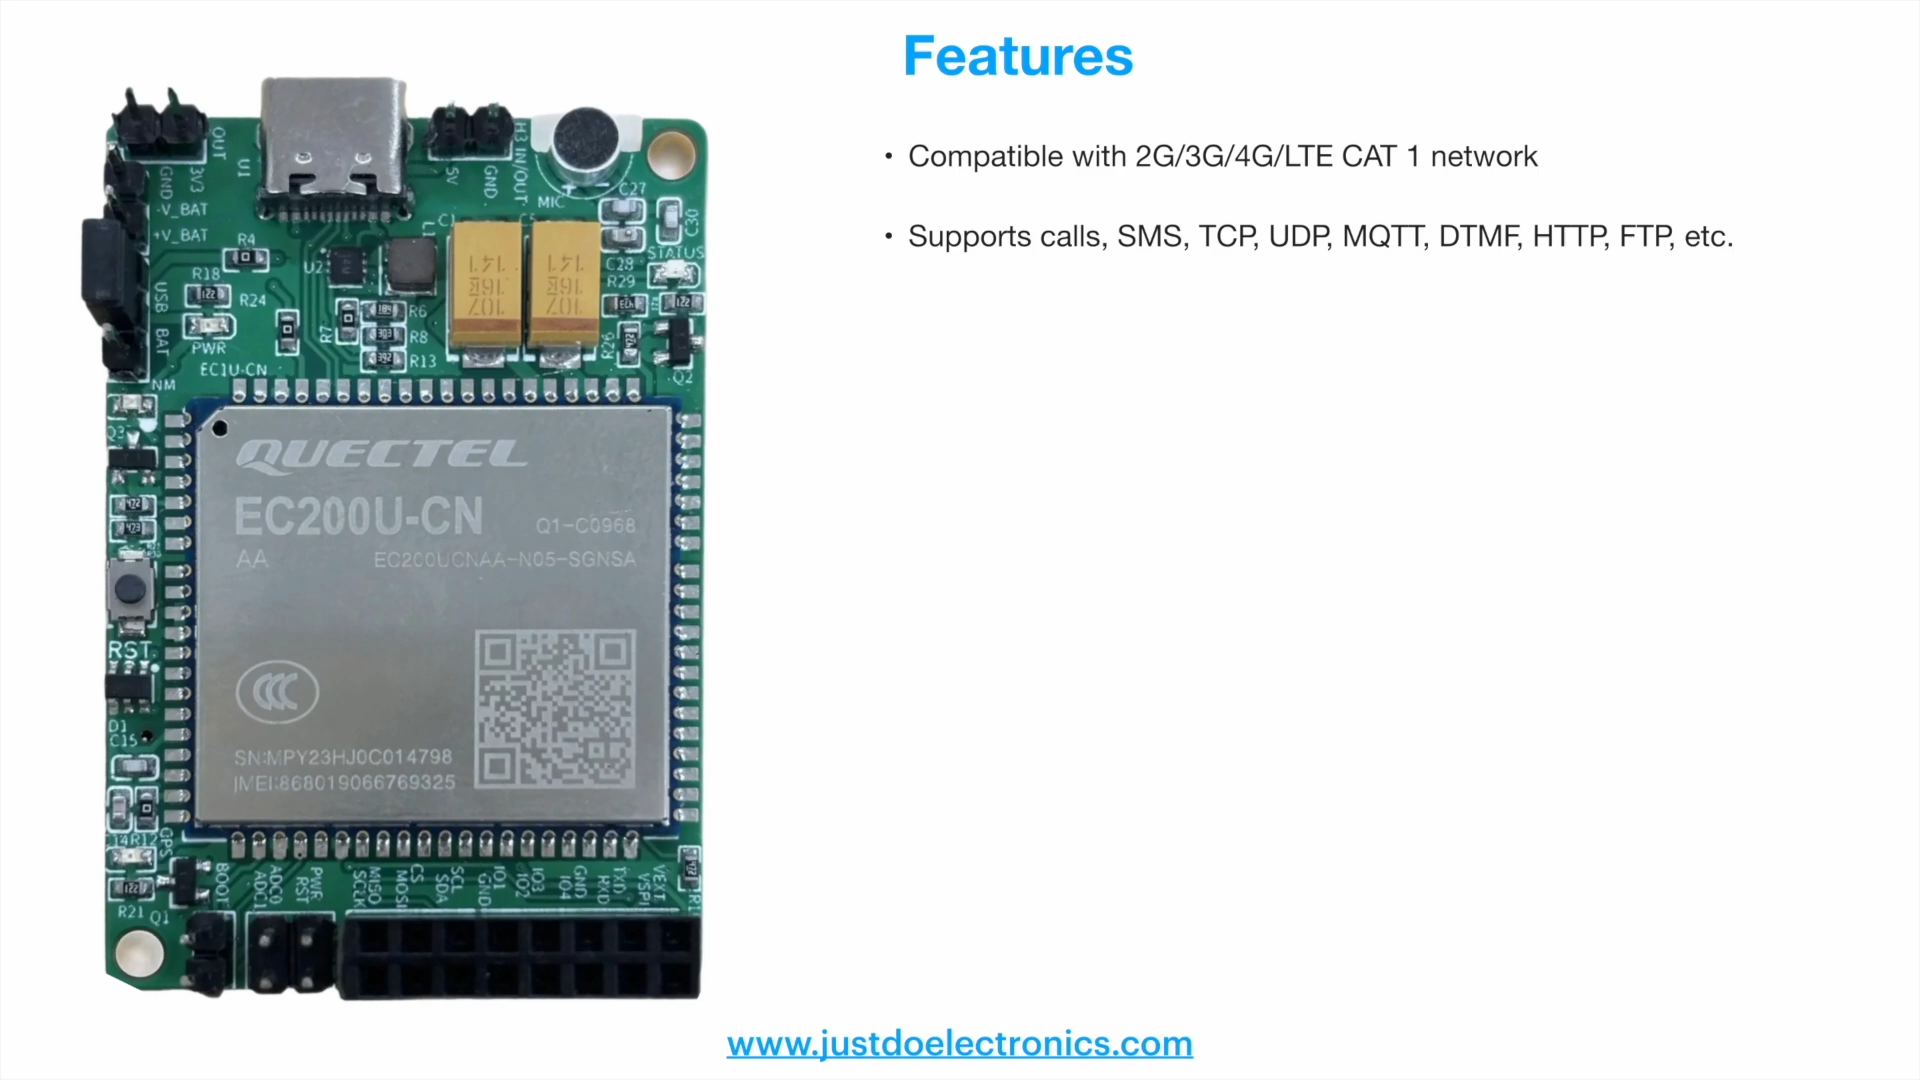 Features
• Compatible with 2G/3G/4G/LTE CAT 1 network
• Supports calls, SMS, TCP, UDP, MQTT, DTMF, HTTP, FTP, etc.
OUT
3V3
GND
U1
5V
GND
H3 IN/OUT
MIC
+
C27
C30
-V_BAT
+V_BAT
R4
U2
L1
C1
C28
STATUS
R18
R24
R29
USB
BAT
R7
R6
R8
R13
R26
Q2
PWR
EC1U-CN
NM
Q3
QUECTEL
EC200U-CN
Q1-C0968
AA
EC200UCNAA-N05-SGNSA
RST
D1
C15
SN:MPY23HJ0C014798
IMEI:868019066769325
R12
GPS
R21
Q1
BOOT
ADC1
ADC0
RST
PWR
SCLK
MISO
MOSI
CS
SDA
SCL
GND
IO1
IO2
IO3
IO4
GND
RXD
TXD
VSPI
VEXT
www.justdoelectronics.com